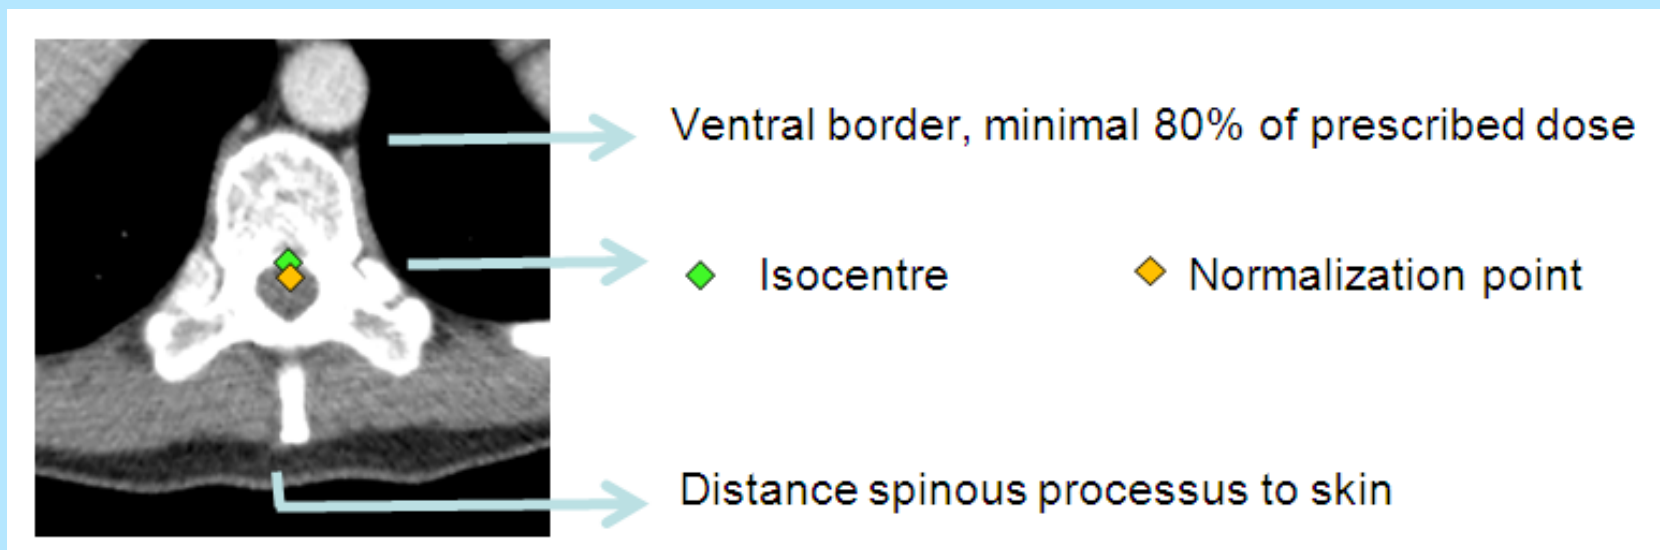 Ventral border, minimal 80% of prescribed dose
Isocentre Normalization point
Distance spinous processus to skin